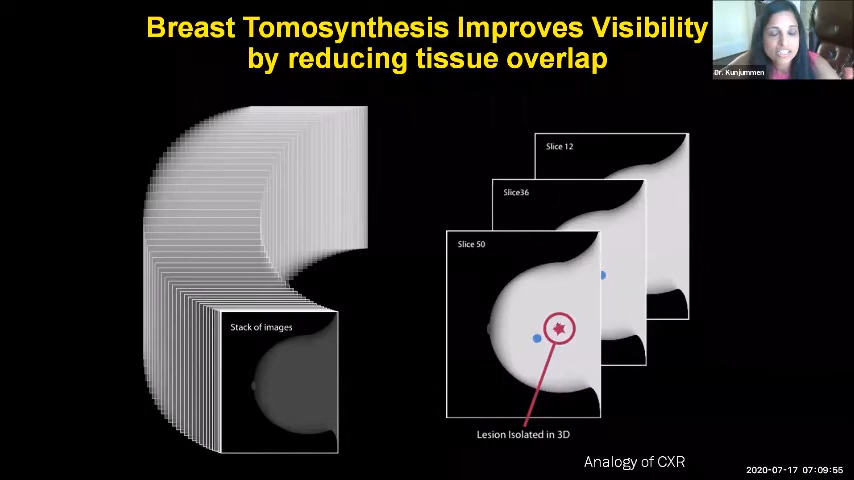 Breast Tomosynthesis Improves Visibility
by reducing tissue overlap
Dr. Kunjummen
Slice 12
Slice36
Slice 50
Stack of images
Lesion Isolated in 3D
Analogy of CXR
2020-07-17 07:09:55